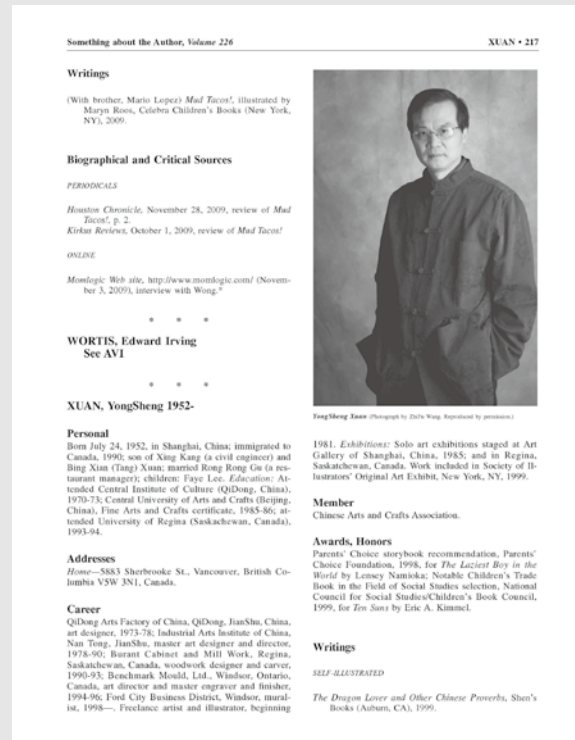 Something about the Author, Volume 226
XUAN • 217
Writings
(With brother, Mario Lopez) Mud Tacos!, illustrated by
Maryn Roos, Celebra Children's Books (New York,
NY), 2009.
Biographical and Critical Sources
PERIODICALS
Houston Chronicle, November 28, 2009, review of Mud
Tacos!, p. 2.
Kirkus Reviews, October 1, 2009, review of Mud Tacos!
ONLINE
Momlogic Web site, http://www.momlogic.com/ (Novem-
ber 3, 2009), interview with Wong.*
* * *
WORTIS, Edward Irving
See AVI
* * *
XUAN, YongSheng 1952-
Personal
Born July 24, 1952, in Shanghai, China; immigrated to
Canada, 1990; son of Xing Kang (a civil engineer) and
Bing Xian (Tang) Xuan; married Rong Rong Gu (a res-
taurant manager); children: Faye Lee. Education: At-
tended Central Institute of Culture (QiDong, China),
1970-73; Central University of Arts and Crafts (Beijing,
China), Fine Arts and Crafts certificate, 1985-86; at-
tended University of Regina (Saskachewan, Canada),
1993-94.
Addresses
Home—5883 Sherbrooke St., Vancouver, British Co-
lumbia V5W 3N1, Canada.
Career
QiDong Arts Factory of China, QiDong, JianShu, China,
art designer, 1973-78; Industrial Arts Institute of China,
Nan Tong, JianShu, master art designer and director,
1978-90; Burant Cabinet and Mill Work, Regina,
Saskatchewan, Canada, woodwork designer and carver,
1990-93; Benchmark Mould, Ltd., Windsor, Ontario,
Canada, art director and master engraver and finisher,
1994-96; Ford City Business District, Windsor, mural-
ist, 1998—. Freelance artist and illustrator, beginning
YongSheng Xuan (Photograph by ZhiYu Wang. Reproduced by permission.)
1981. Exhibitions: Solo art exhibitions staged at Art
Gallery of Shanghai, China, 1985; and in Regina,
Saskatchewan, Canada. Work included in Society of Il-
lustrators' Original Art Exhibit, New York, NY, 1999.
Member
Chinese Arts and Crafts Association.
Awards, Honors
Parents' Choice storybook recommendation, Parents'
Choice Foundation, 1998, for The Laziest Boy in the
World by Lensey Namioka; Notable Children's Trade
Book in the Field of Social Studies selection, National
Council for Social Studies/Children's Book Council,
1999, for Ten Suns by Eric A. Kimmel.
Writings
SELF-ILLUSTRATED
The Dragon Lover and Other Chinese Proverbs, Shen's
Books (Auburn, CA), 1999.